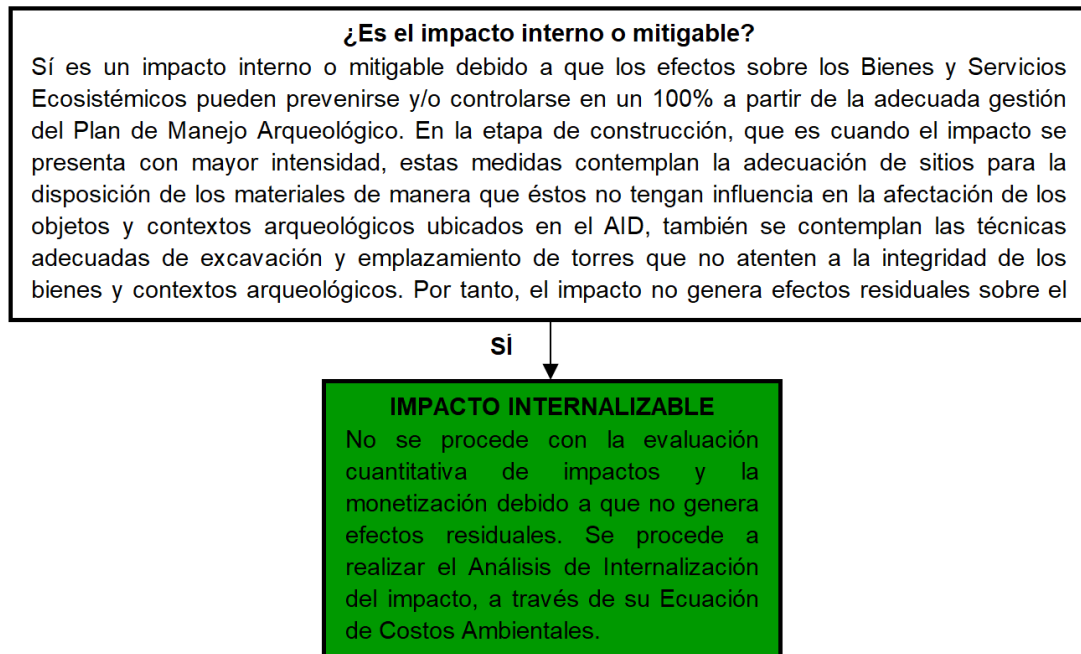 ¿Es el impacto interno o mitigable?
Sí es un impacto interno o mitigable debido a que los efectos sobre los Bienes y Servicios
Ecosistémicos pueden prevenirse y/o controlarse en un 100% a partir de la adecuada gestión
del Plan de Manejo Arqueológico. En la etapa de construcción, que es cuando el impacto se
presenta con mayor intensidad, estas medidas contemplan la adecuación de sitios para la
disposición de los materiales de manera que éstos no tengan influencia en la afectación de los
objetos y contextos arqueológicos ubicados en el AID, también se contemplan las técnicas
adecuadas de excavación y emplazamiento de torres que no atenten a la integridad de los
bienes y contextos arqueológicos. Por tanto, el impacto no genera efectos residuales sobre el
SÍ
IMPACTO INTERNALIZABLE
No se procede con la evaluación
cuantitativa de impactos y la
monetización debido a que no genera
efectos residuales. Se procede a
realizar el Análisis de Internalización
del impacto, a través de su Ecuación
de Costos Ambientales.